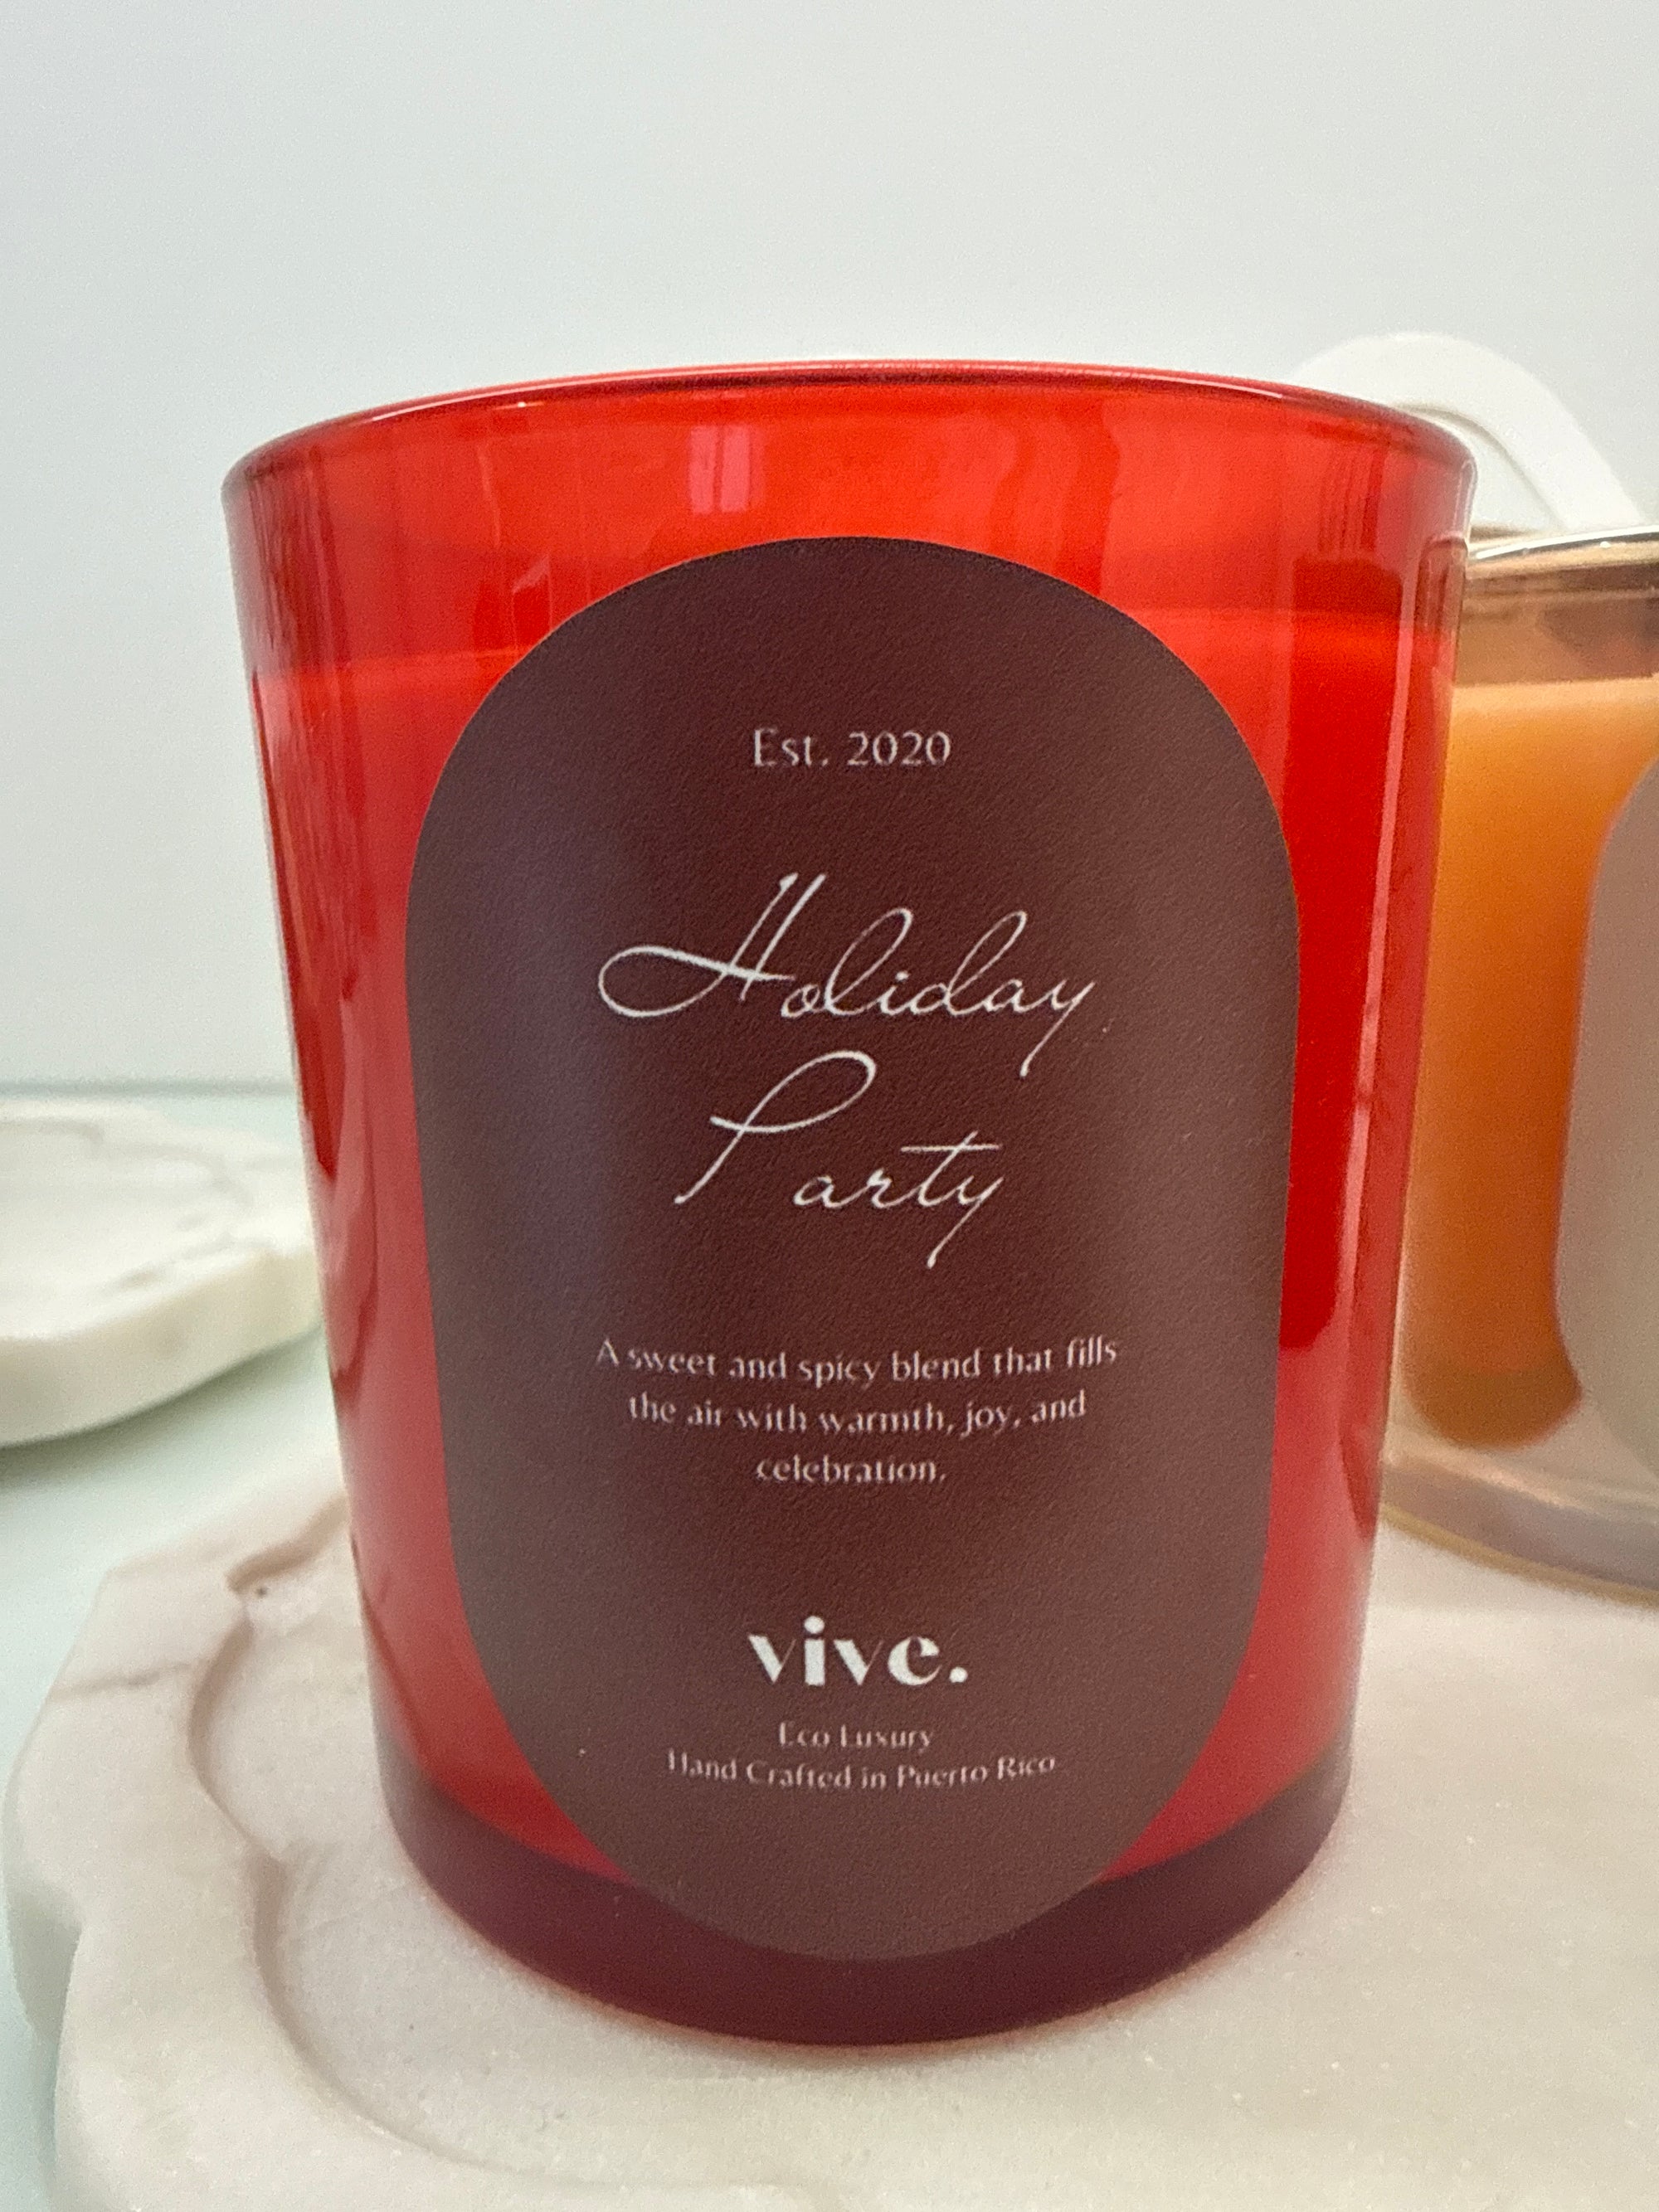 Est. 2020
Holiday
Party
A sweet and spicy blend that fills
the air with warmth, joy, and
celebration.
vive.
Eco Luxury
Hand Crafted in Puerto Rico